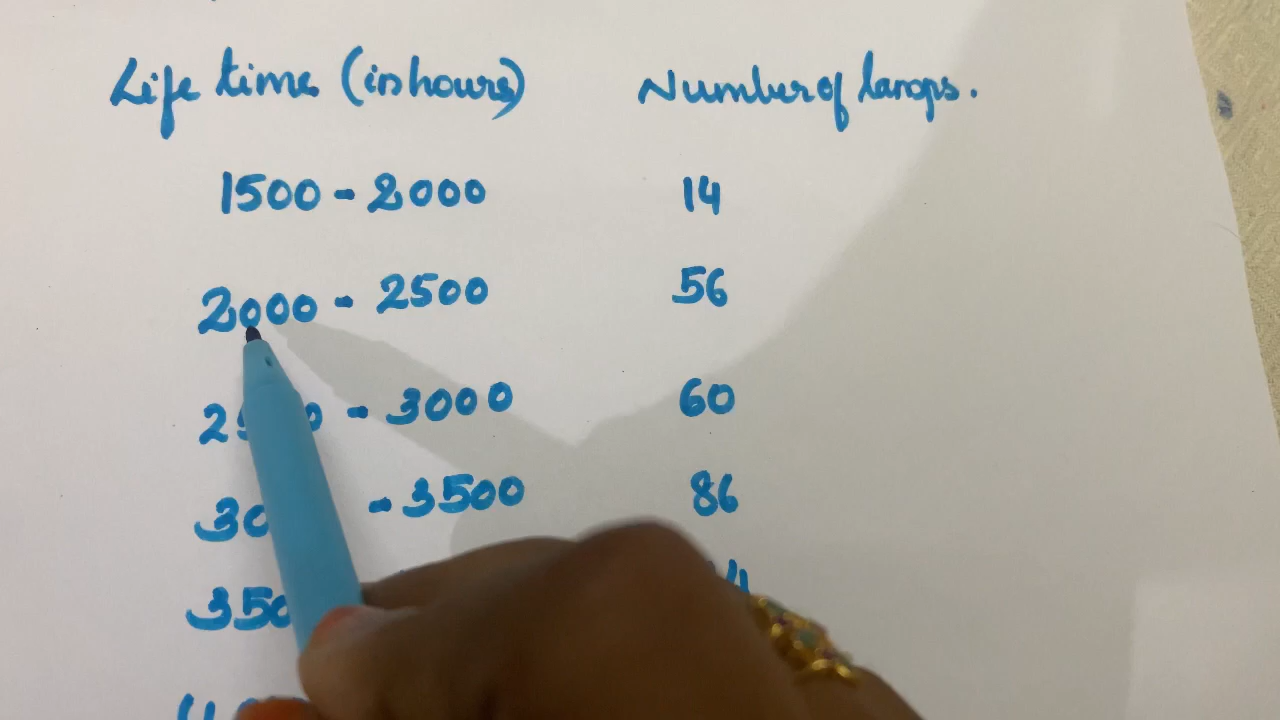 Life time (in hours) Number of lamps.
1500 - 2000 14
2000 - 2500 56
- 3000 60
- 3500 86